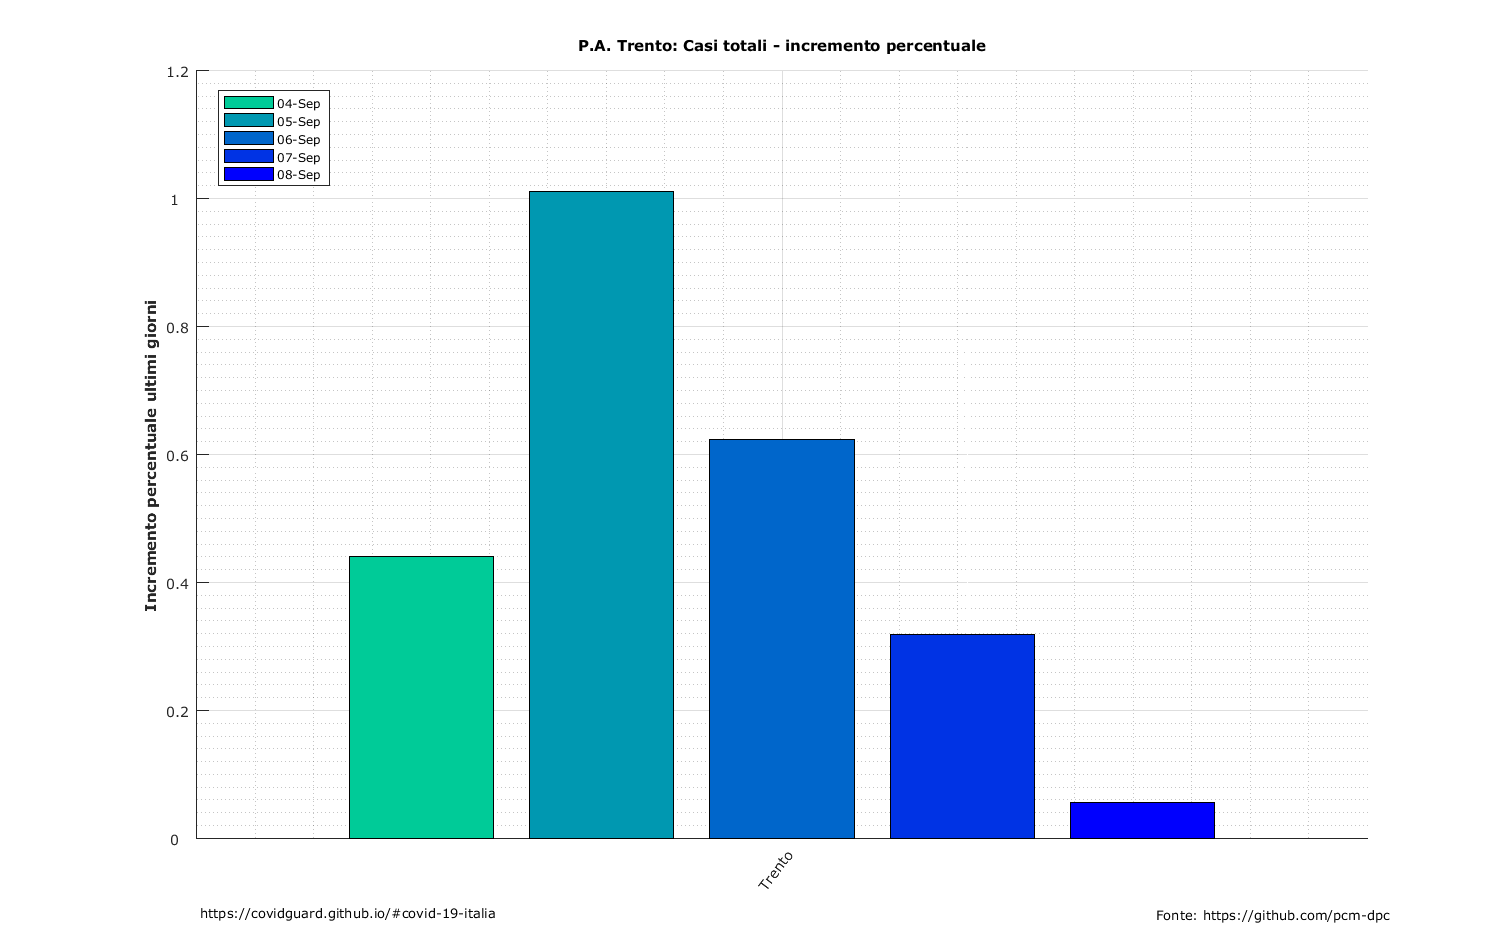 P.A. Trento: Casi totali - incremento percentuale
1.2
1
0.8
0.6
0.4
0.2
0
Incremento percentuale ultimi giorni
04-Sep
05-Sep
06-Sep
07-Sep
08-Sep
Trento
https://covidguard.github.io/#covid-19-italia
Fonte: https://github.com/pcm-dpc